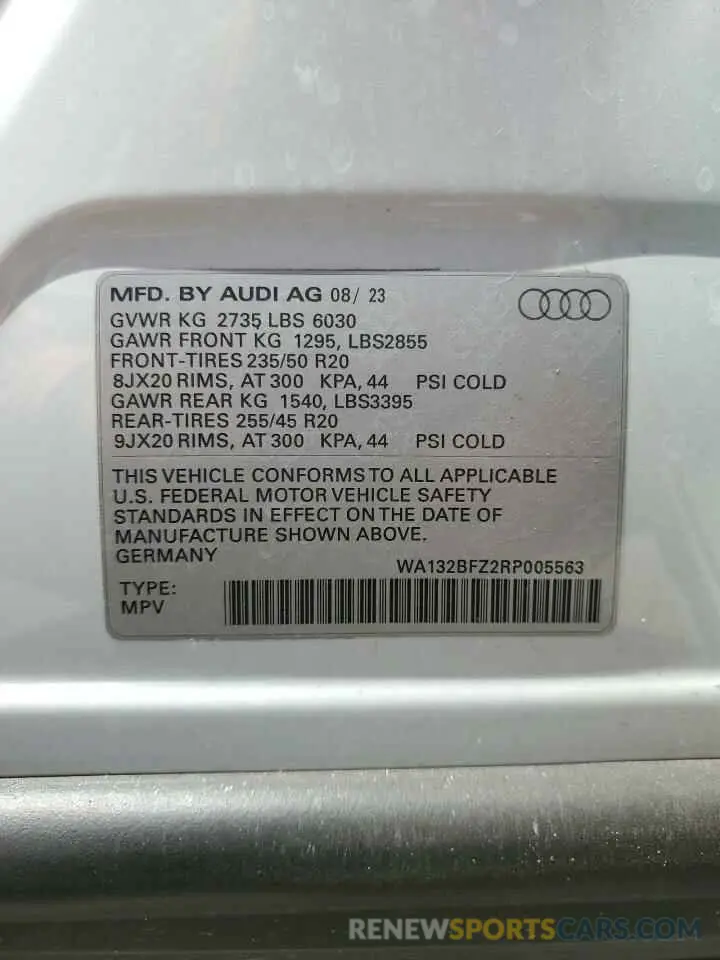 MFD. BY AUDI AG 08/ 23
GVWR KG 2735 LBS 6030
GAWR FRONT KG 1295, LBS2855
FRONT-TIRES 235/50 R20
8JX20 RIMS, AT 300 KPA, 44 PSI COLD
GAWR REAR KG 1540, LBS3395
REAR-TIRES 255/45 R20
9JX20 RIMS, AT 300 KPA, 44 PSI COLD
THIS VEHICLE CONFORMS TO ALL APPLICABLE
U.S. FEDERAL MOTOR VEHICLE SAFETY
STANDARDS IN EFFECT ON THE DATE OF
MANUFACTURE SHOWN ABOVE.
GERMANY
WA132BFZ2RP005563
TYPE:
MPV
RENEWSPORTSCARS.COM